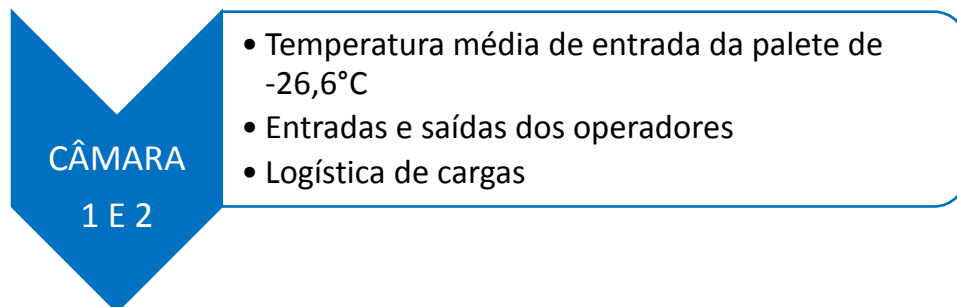 CÂMARA
1 E 2
• Temperatura média de entrada da palete de
-26,6°C
• Entradas e saídas dos operadores
• Logística de cargas